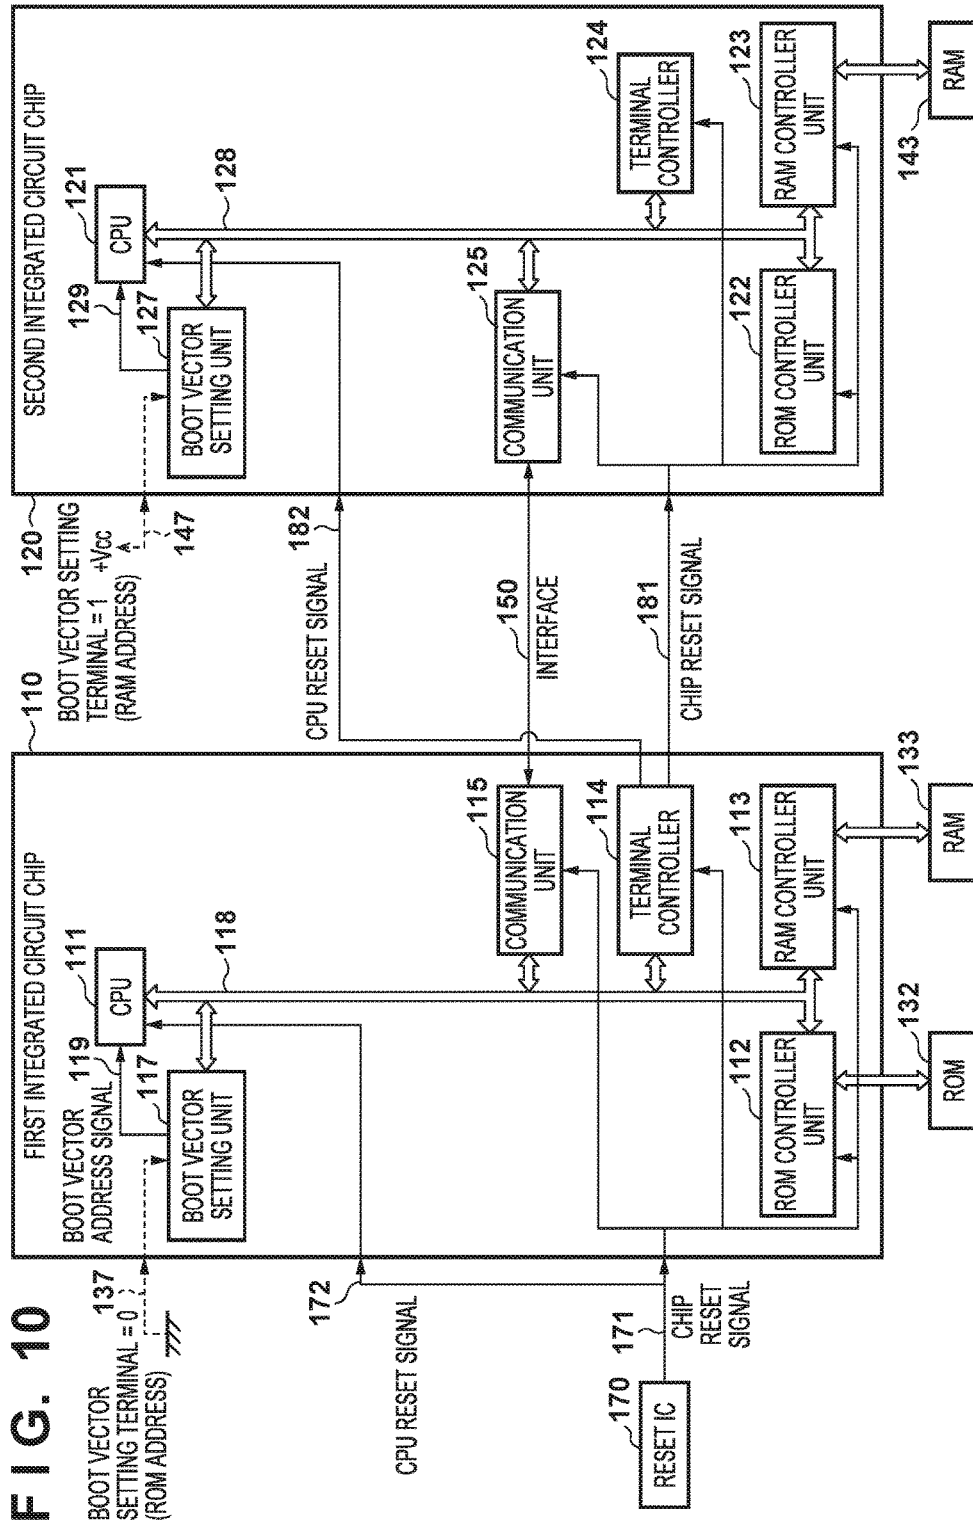 FIG. 10
BOOT VECTOR
SETTING TERMINAL = 0
(ROM ADDRESS)
137
FIRST INTEGRATED CIRCUIT CHIP
110
BOOT VECTOR
ADDRESS SIGNAL
119
111
CPU
117
BOOT VECTOR
SETTING UNIT
118
172
CPU RESET SIGNAL
170
RESET IC
171
CHIP
RESET
SIGNAL
115
COMMUNICATION
UNIT
114
TERMINAL
CONTROLLER
112
ROM CONTROLLER
UNIT
113
RAM CONTROLLER
UNIT
132
ROM
133
RAM
BOOT VECTOR SETTING
TERMINAL = 1
(RAM ADDRESS)
+Vcc
147
CPU RESET SIGNAL
182
150
INTERFACE
181
CHIP RESET SIGNAL
120
SECOND INTEGRATED CIRCUIT CHIP
129
121
CPU
127
BOOT VECTOR
SETTING UNIT
128
125
COMMUNICATION
UNIT
124
TERMINAL
CONTROLLER
122
ROM CONTROLLER
UNIT
123
RAM CONTROLLER
UNIT
143
RAM